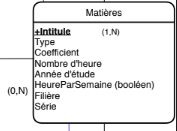 Matières
+Intitule (1,N)
Type
Coefficient
Nombre d'heure
Année d'étude
(0,N)
HeureParSemaine (booléen)
Filière
Série